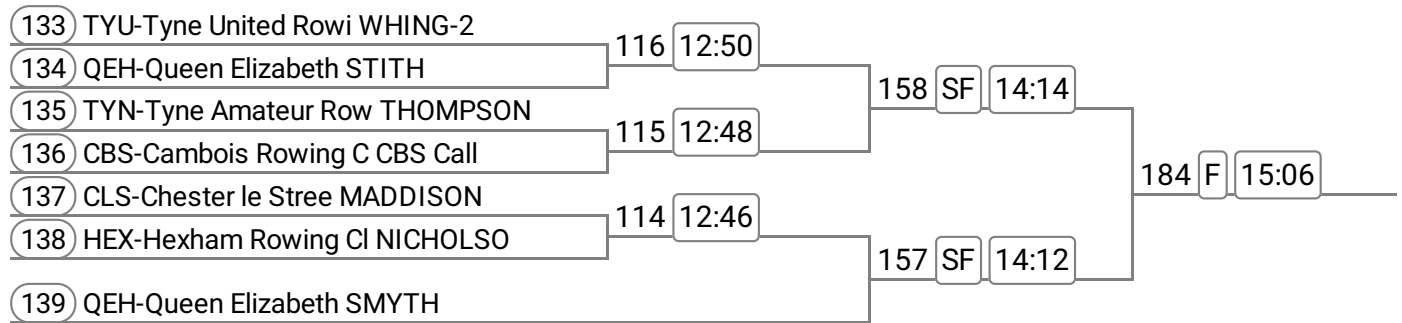 133 TYU-Tyne United Rowi WHING-2
116 12:50
134 QEH-Queen Elizabeth STITH
158 SF 14:14
135 TYN-Tyne Amateur Row THOMPSON
115 12:48
136 CBS-Cambois Rowing C CBS Call
184 F 15:06
137 CLS-Chester le Stree MADDISON
114 12:46
138 HEX-Hexham Rowing Cl NICHOLSO
157 SF 14:12
139 QEH-Queen Elizabeth SMYTH